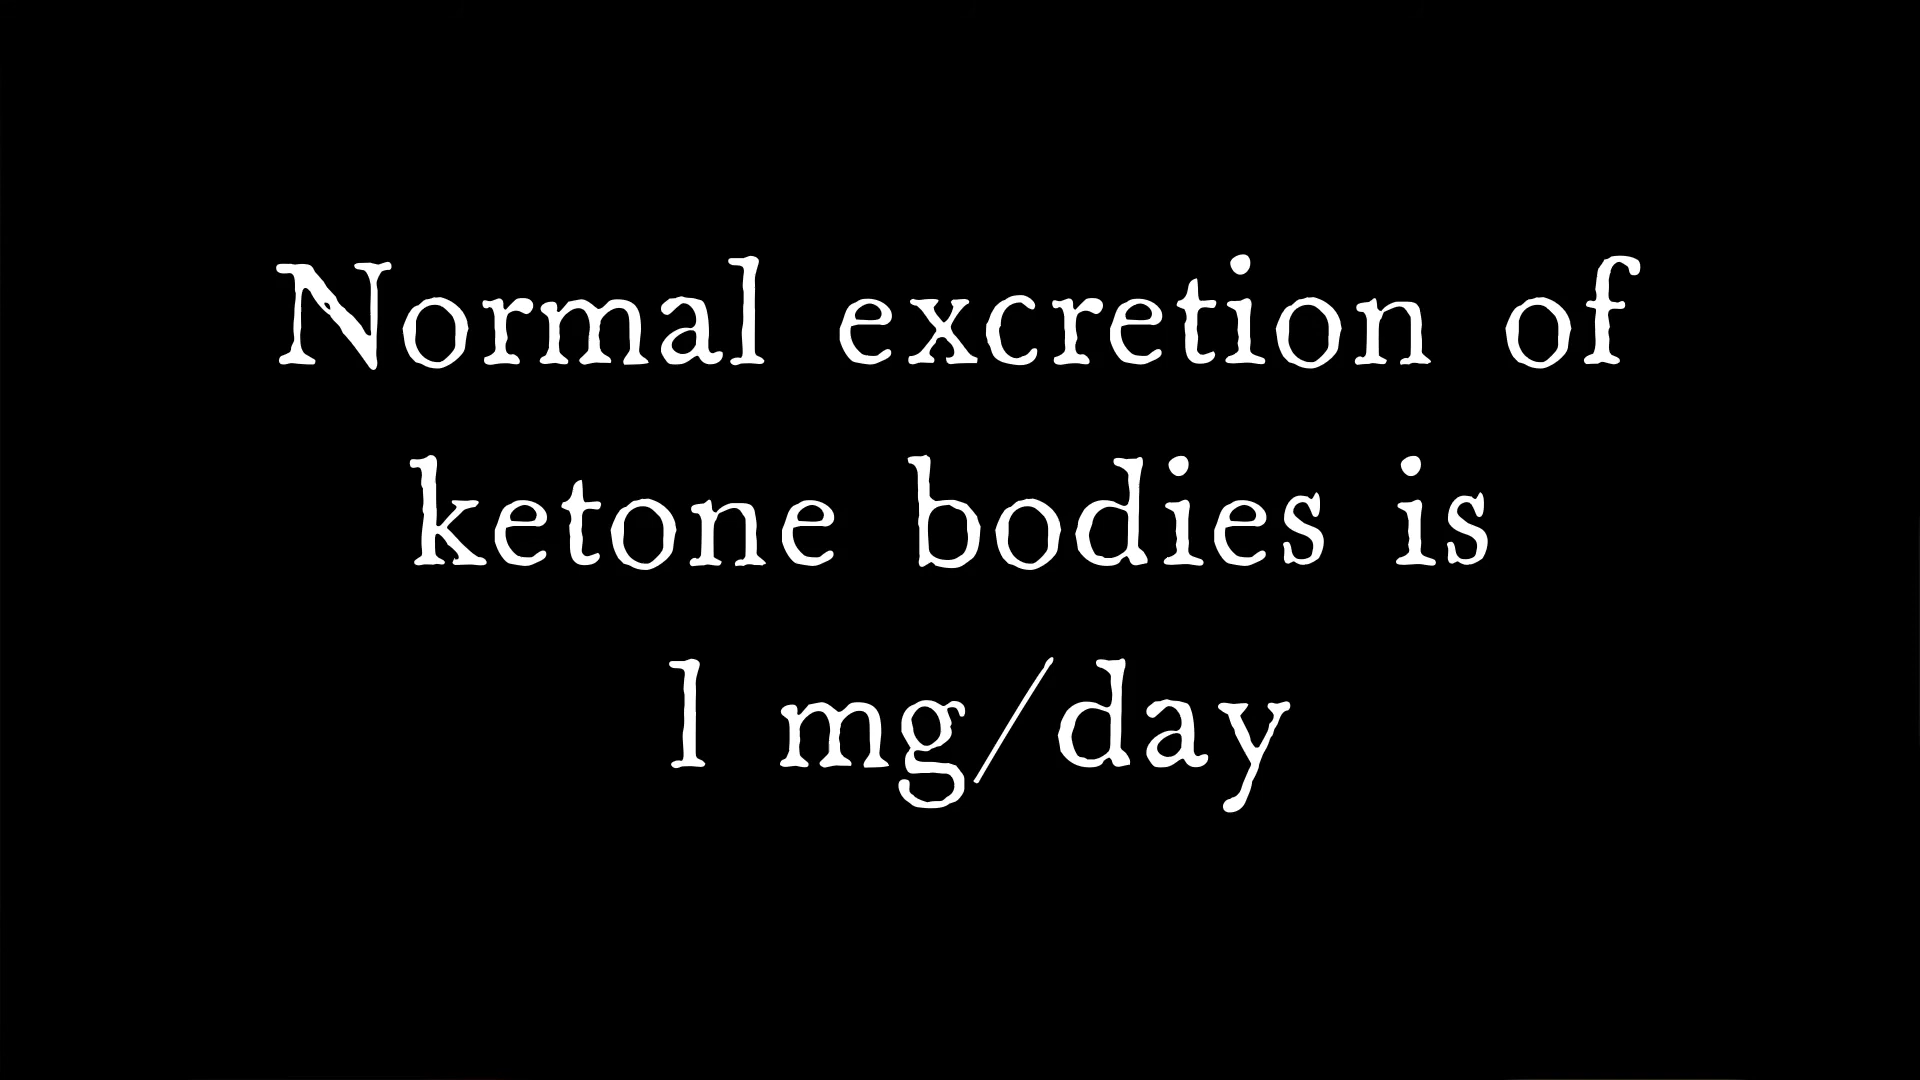 Normal excretion of
ketone bodies is
1 mg/day